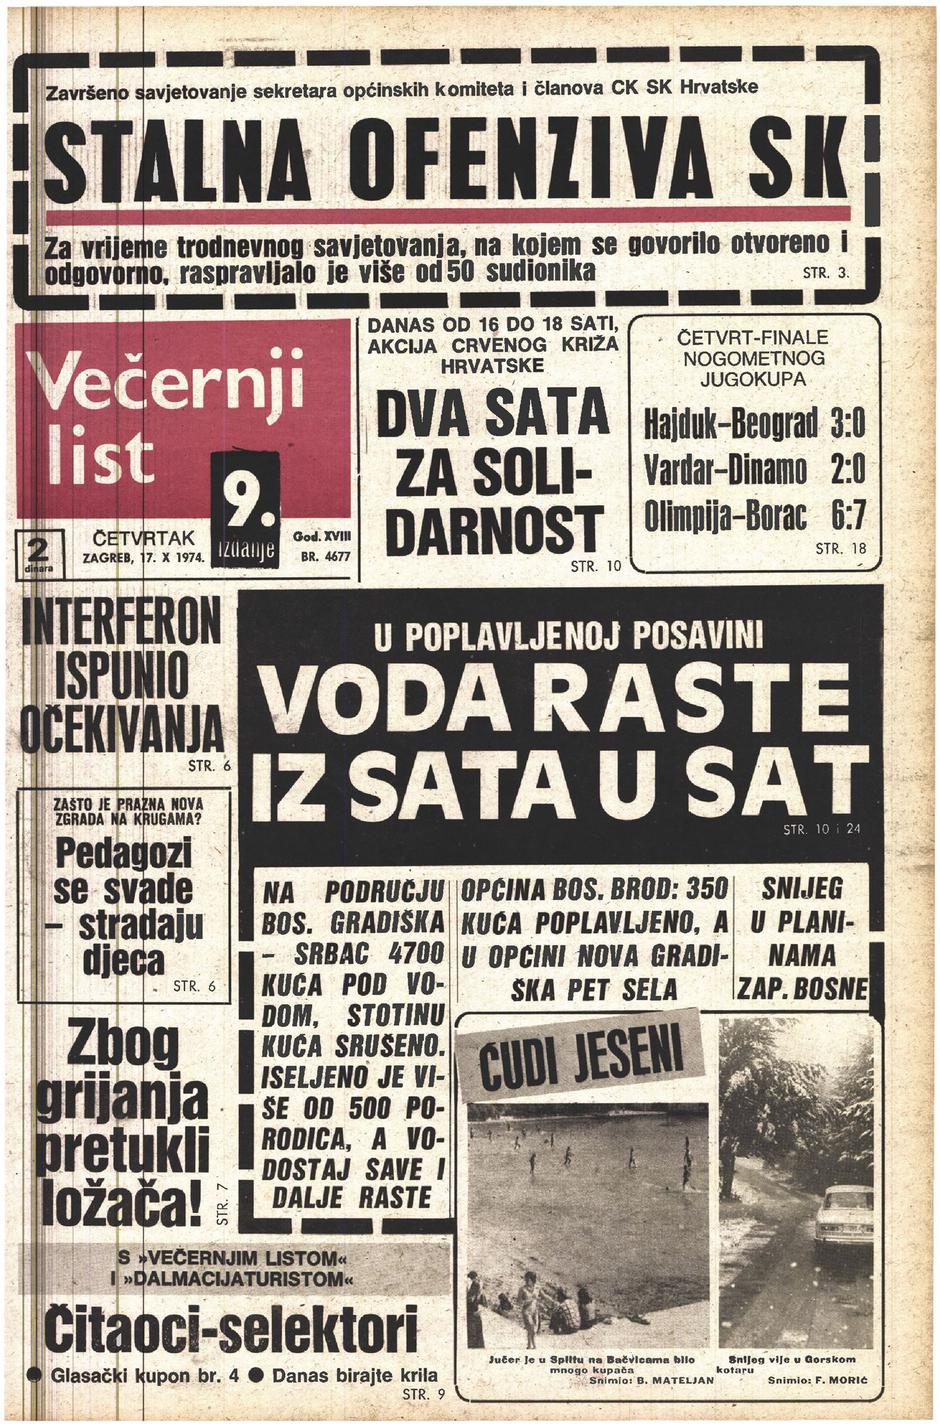 Završeno savjetovanje sekretara općinskih komiteta i članova CK SK Hrvatske
STALNA OFENZIVA SK
Za vrijeme trodnevnog savjetovanja, na kojem se govorilo otvoreno i
odgovorno, raspravljalo je više od 50 sudionika
STR. 3.
Večernji
list
9.
izdanje
2
dinara
ČETVRTAK
ZAGREB, 17. X 1974.
God. XVIII
BR. 4677
DANAS OD 16 DO 18 SATI,
AKCIJA CRVENOG KRIŽA
HRVATSKE
DVA SATA
ZA SOLI-
DARNOST
STR. 10
ČETVRT-FINALE
NOGOMETNOG
JUGOKUPA
Hajduk–Beograd 3:0
Vardar–Dinamo 2:0
Olimpija–Borac 6:7
STR. 18
INTERFERON
ISPUNIO
OČEKIVANJA
STR. 6
ZAŠTO JE PRAZNA NOVA
ZGRADA NA KRUGAMA?
Pedagozi
se svađe
– stradaju
djeca
STR. 6
Zbog
grijanja
pretukli
ložača!
STR. 7
U POPLAVLJENOJ POSAVINI
VODA RASTE
IZ SATA U SAT
STR. 10 i 24
NA PODRUČJU
BOS. GRADIŠKA
– SRBAC 4700
KUĆA POD VO-
DOM, STOTINU
KUĆA SRUŠENO.
ISELJENO JE VI-
ŠE OD 500 PO-
RODICA, A VO-
DOSTAJ SAVE I
DALJE RASTE
OPĆINA BOS. BROD: 350
KUĆA POPLAVLJENO, A
U OPĆINI NOVA GRADI-
ŠKA PET SELA
SNIJEG
U PLANI-
NAMA
ZAP. BOSNE
ĆUDI JESENI
Jučer je u Splitu na Bačvicama bilo
mnogo kupača
Snimio: B. MATELJAN
Snijeg vije u Gorskom
kotaru
Snimio: F. MORIĆ
S »VEČERNJIM LISTOM«
I »DALMACIJATURISTOM«
Čitaoci-selektori
● Glasački kupon br. 4 ● Danas birajte krila
STR. 9